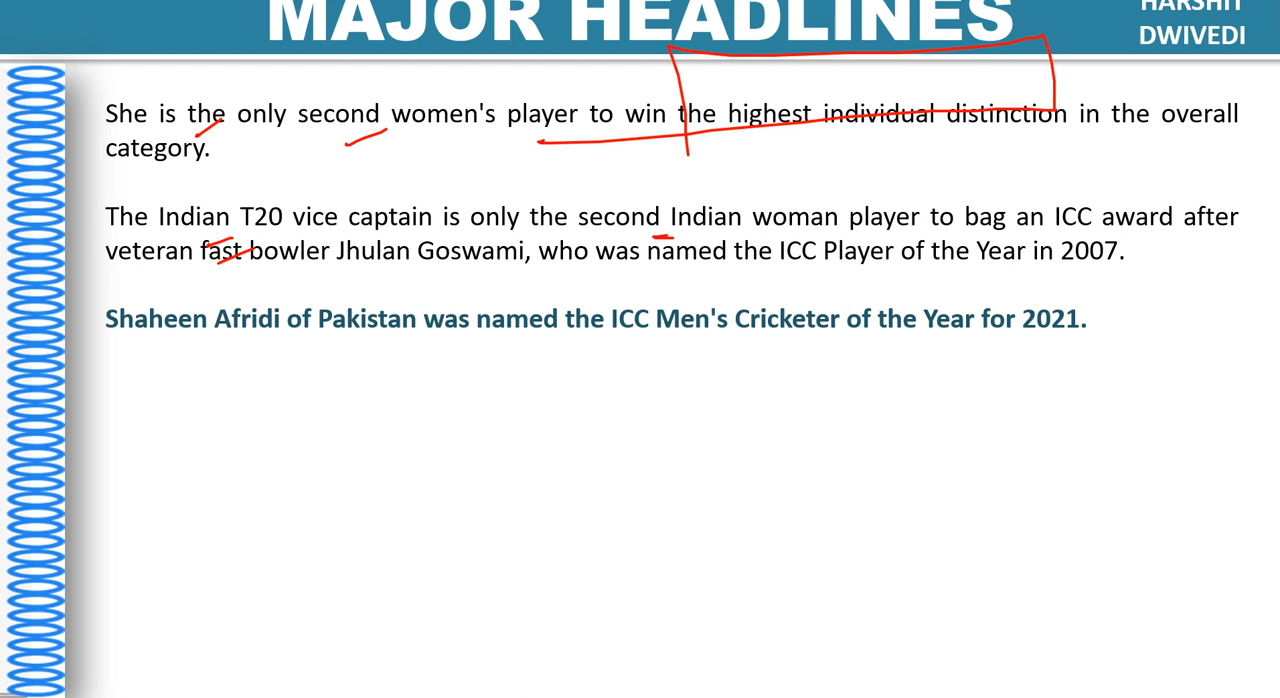 MAJOR HEADLINES
HARSHIT
DWIVEDI
She is the only second women's player to win the highest individual distinction in the overall
category.
The Indian T20 vice captain is only the second Indian woman player to bag an ICC award after
veteran fast bowler Jhulan Goswami, who was named the ICC Player of the Year in 2007.
Shaheen Afridi of Pakistan was named the ICC Men's Cricketer of the Year for 2021.